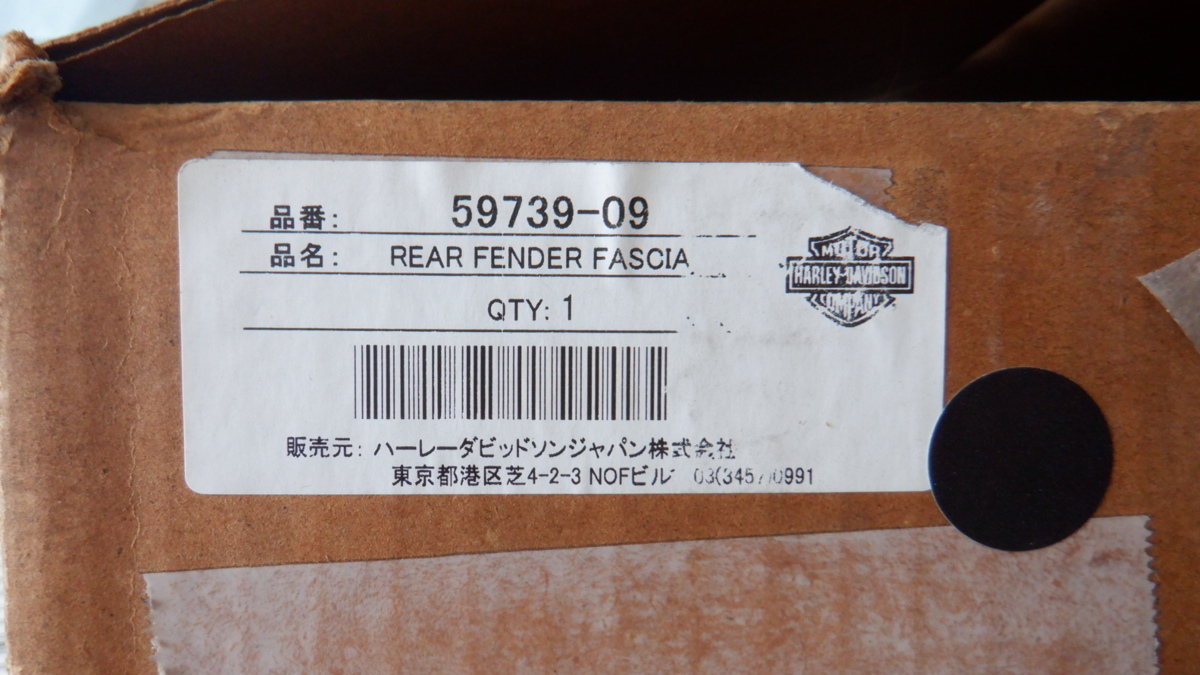 品番: 59739-09
品名: REAR FENDER FASCIA
MOTOR
HARLEY-DAVIDSON
COMPANY
QTY: 1
販売元: ハーレーダビッドソンジャパン株式会社
東京都港区芝4-2-3 NOFビル